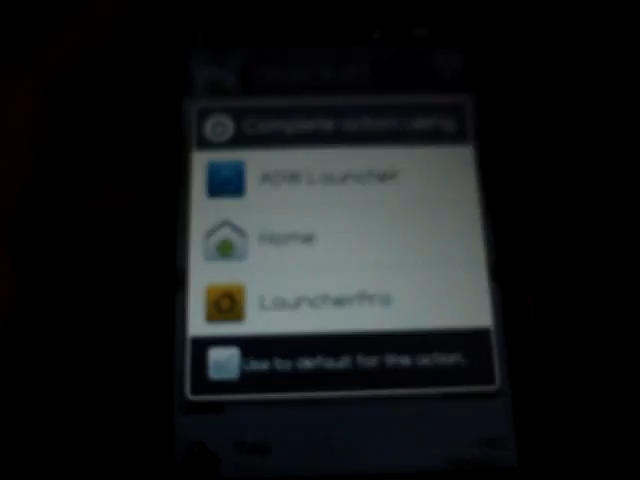 Complete action using
ADW Launcher
Home
LauncherPro
Use by default for this action.